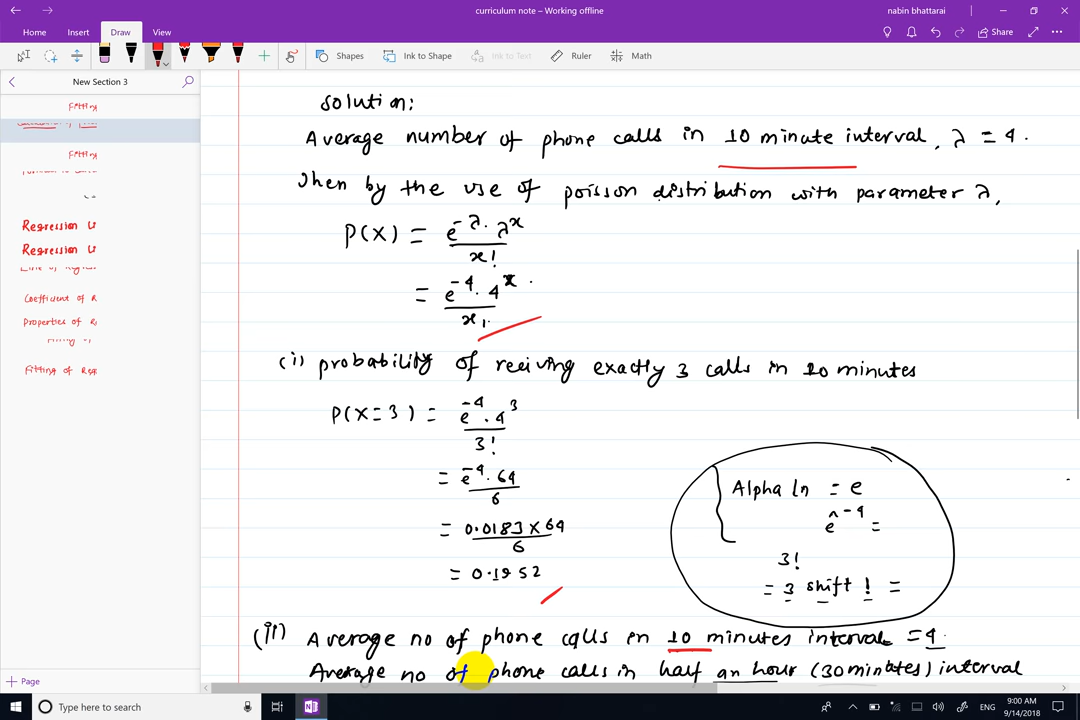 curriculum note – Working offline
nabin bhattarai
Home Insert Draw View
Share
Shapes Ink to Shape Ink to Text Ruler Math
New Section 3
Fitting
Fitting
Regression Li
Regression Li
Coefficient of R
Properties of R
Fitting of Reg
Page
Solution:
Average number of phone calls in 10 minute interval, λ = 4.
Then by the use of poisson distribution with parameter λ,
P(X) = e^-λ · λ^x / x!
= e^-4 · 4^x / x!
(i) probability of reciving exactly 3 calls in 10 minutes
P(X=3) = e^-4 · 4^3 / 3!
= e^-4 · 64 / 6
= 0.0183 × 64 / 6
= 0.1952
Alpha ln = e
e^-4 =
3!
= 3 shift ! =
(ii) Average no of phone calls in 10 minutes interval = 4.
Average no of phone calls in half an hour (30 minutes) interval
Type here to search
ENG
9:00 AM
9/14/2018